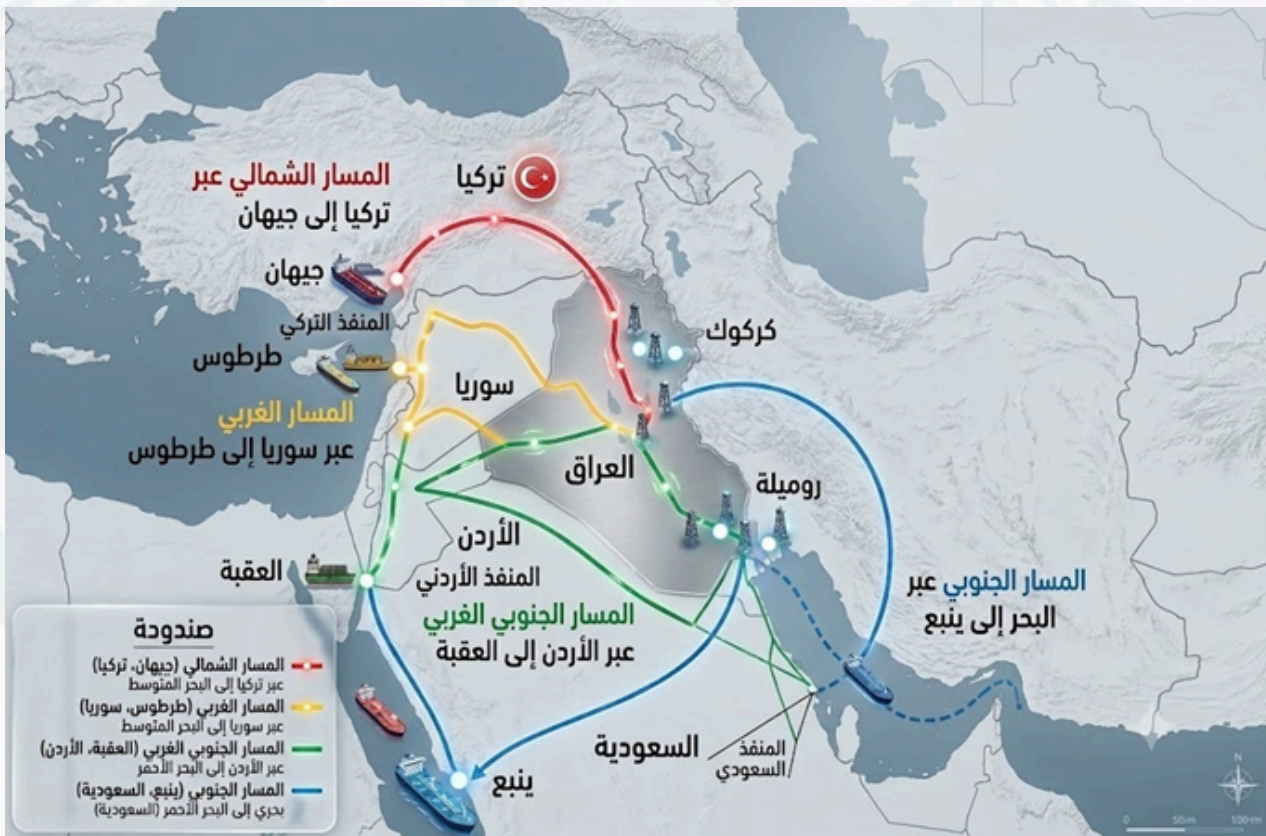 تركيا
المسار الشمالي عبر
تركيا إلى جيهان
جيهان
المنفذ التركي
كركوك
طرطوس
سوريا
المسار الغربي
عبر سوريا إلى طرطوس
العراق
روميلة
الأردن
المنفذ الأردني
العقبة
المسار الجنوبي عبر
البحر إلى ينبع
المسار الجنوبي الغربي
عبر الأردن إلى العقبة
السعودية
المنفذ
السعودي
ينبع
صندودة
المسار الشمالي (جيهان، تركيا)
عبر تركيا إلى البحر المتوسط
المسار الغربي (طرطوس، سوريا)
عبر سوريا إلى البحر المتوسط
المسار الجنوبي الغربي (العقبة، الأردن)
عبر الأردن إلى البحر الأحمر
المسار الجنوبي (ينبع، السعودية)
بحري إلى البحر الأحمر (السعودية)
N
0